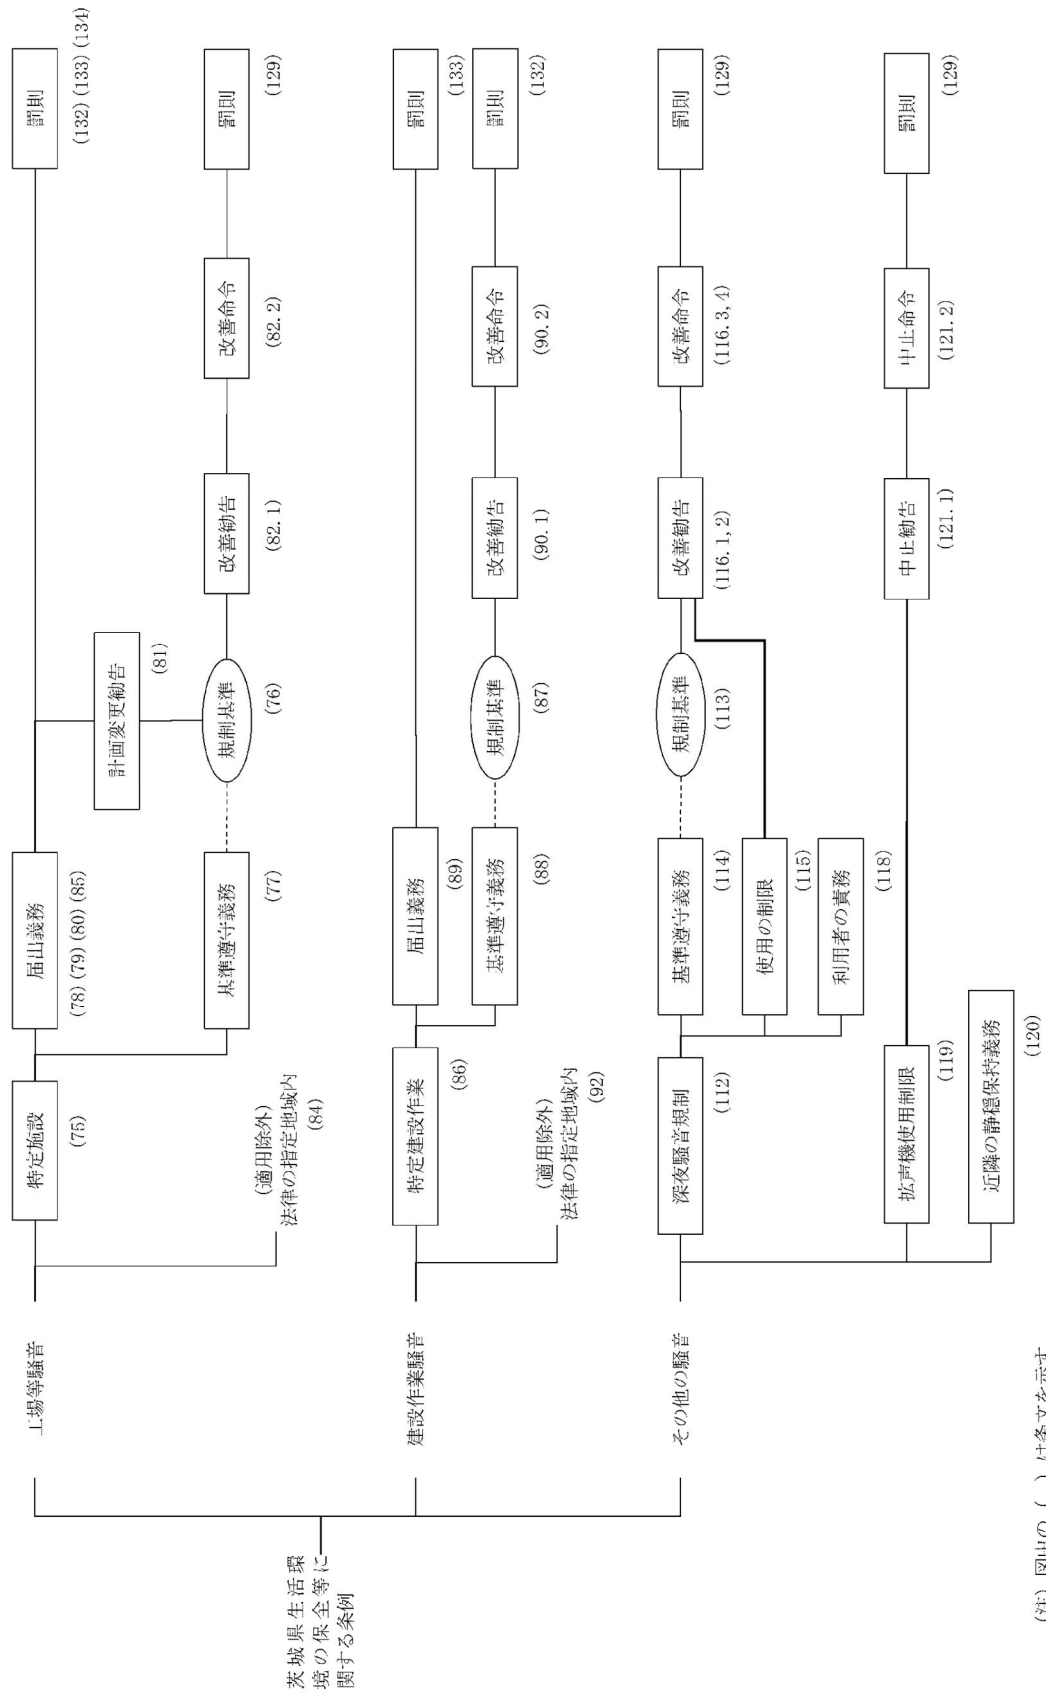 茨城県生活環
境の保全等に
関する条例
工場等騒音
特定施設
(75)
(適用除外)
法律の指定地域内
(84)
届出義務
(78) (79) (80) (85)
基準遵守義務
(77)
計画変更勧告
(81)
規制基準
(76)
改善勧告
(82.1)
改善命令
(82.2)
罰則
(132) (133) (134)
罰則
(129)
建設作業騒音
特定建設作業
(86)
(適用除外)
法律の指定地域内
(92)
届出義務
(89)
基準遵守義務
(88)
規制基準
(87)
改善勧告
(90.1)
改善命令
(90.2)
罰則
(133)
罰則
(132)
その他の騒音
深夜騒音規制
(112)
基準遵守義務
(114)
使用の制限
(115)
利用者の責務
(118)
規制基準
(113)
改善勧告
(116.1,2)
改善命令
(116.3,4)
罰則
(129)
拡声機使用制限
(119)
中止勧告
(121.1)
中止命令
(121.2)
罰則
(129)
近隣の静穏保持義務
(120)
(注) 図中の ( ) は条文を示す